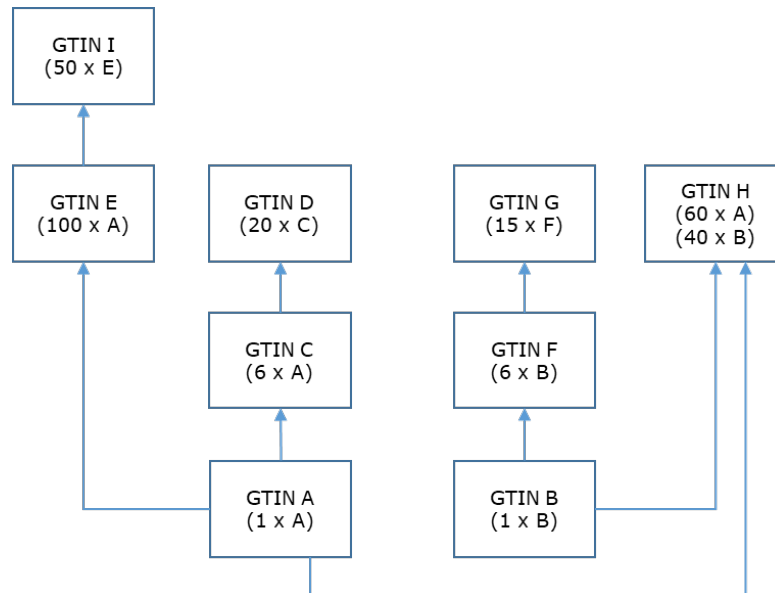 GTIN I
(50 x E)
GTIN E
(100 x A)
GTIN D
(20 x C)
GTIN G
(15 x F)
GTIN H
(60 x A)
(40 x B)
GTIN C
(6 x A)
GTIN F
(6 x B)
GTIN A
(1 x A)
GTIN B
(1 x B)